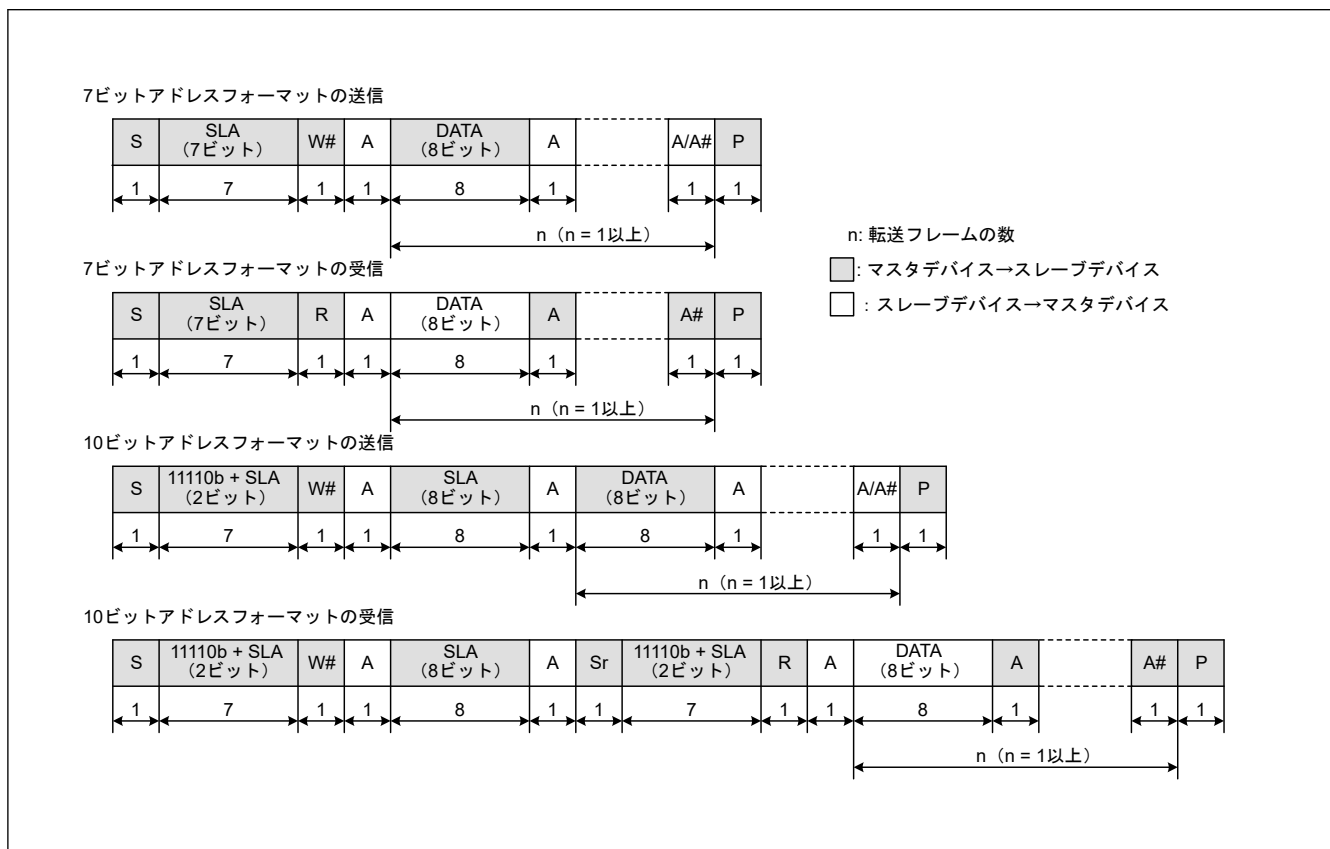 7ビットアドレスフォーマットの送信
S SLA (7ビット) W# A DATA (8ビット) A A/A# P
1 7 1 1 8 1 1 1
n(n = 1以上)
n: 転送フレームの数
: マスタデバイス→スレーブデバイス
: スレーブデバイス→マスタデバイス
7ビットアドレスフォーマットの受信
S SLA (7ビット) R A DATA (8ビット) A A# P
1 7 1 1 8 1 1 1
n(n = 1以上)
10ビットアドレスフォーマットの送信
S 11110b + SLA (2ビット) W# A SLA (8ビット) A DATA (8ビット) A A/A# P
1 7 1 1 8 1 8 1 1 1
n(n = 1以上)
10ビットアドレスフォーマットの受信
S 11110b + SLA (2ビット) W# A SLA (8ビット) A Sr 11110b + SLA (2ビット) R A DATA (8ビット) A A# P
1 7 1 1 8 1 1 7 1 1 8 1 1 1
n(n = 1以上)